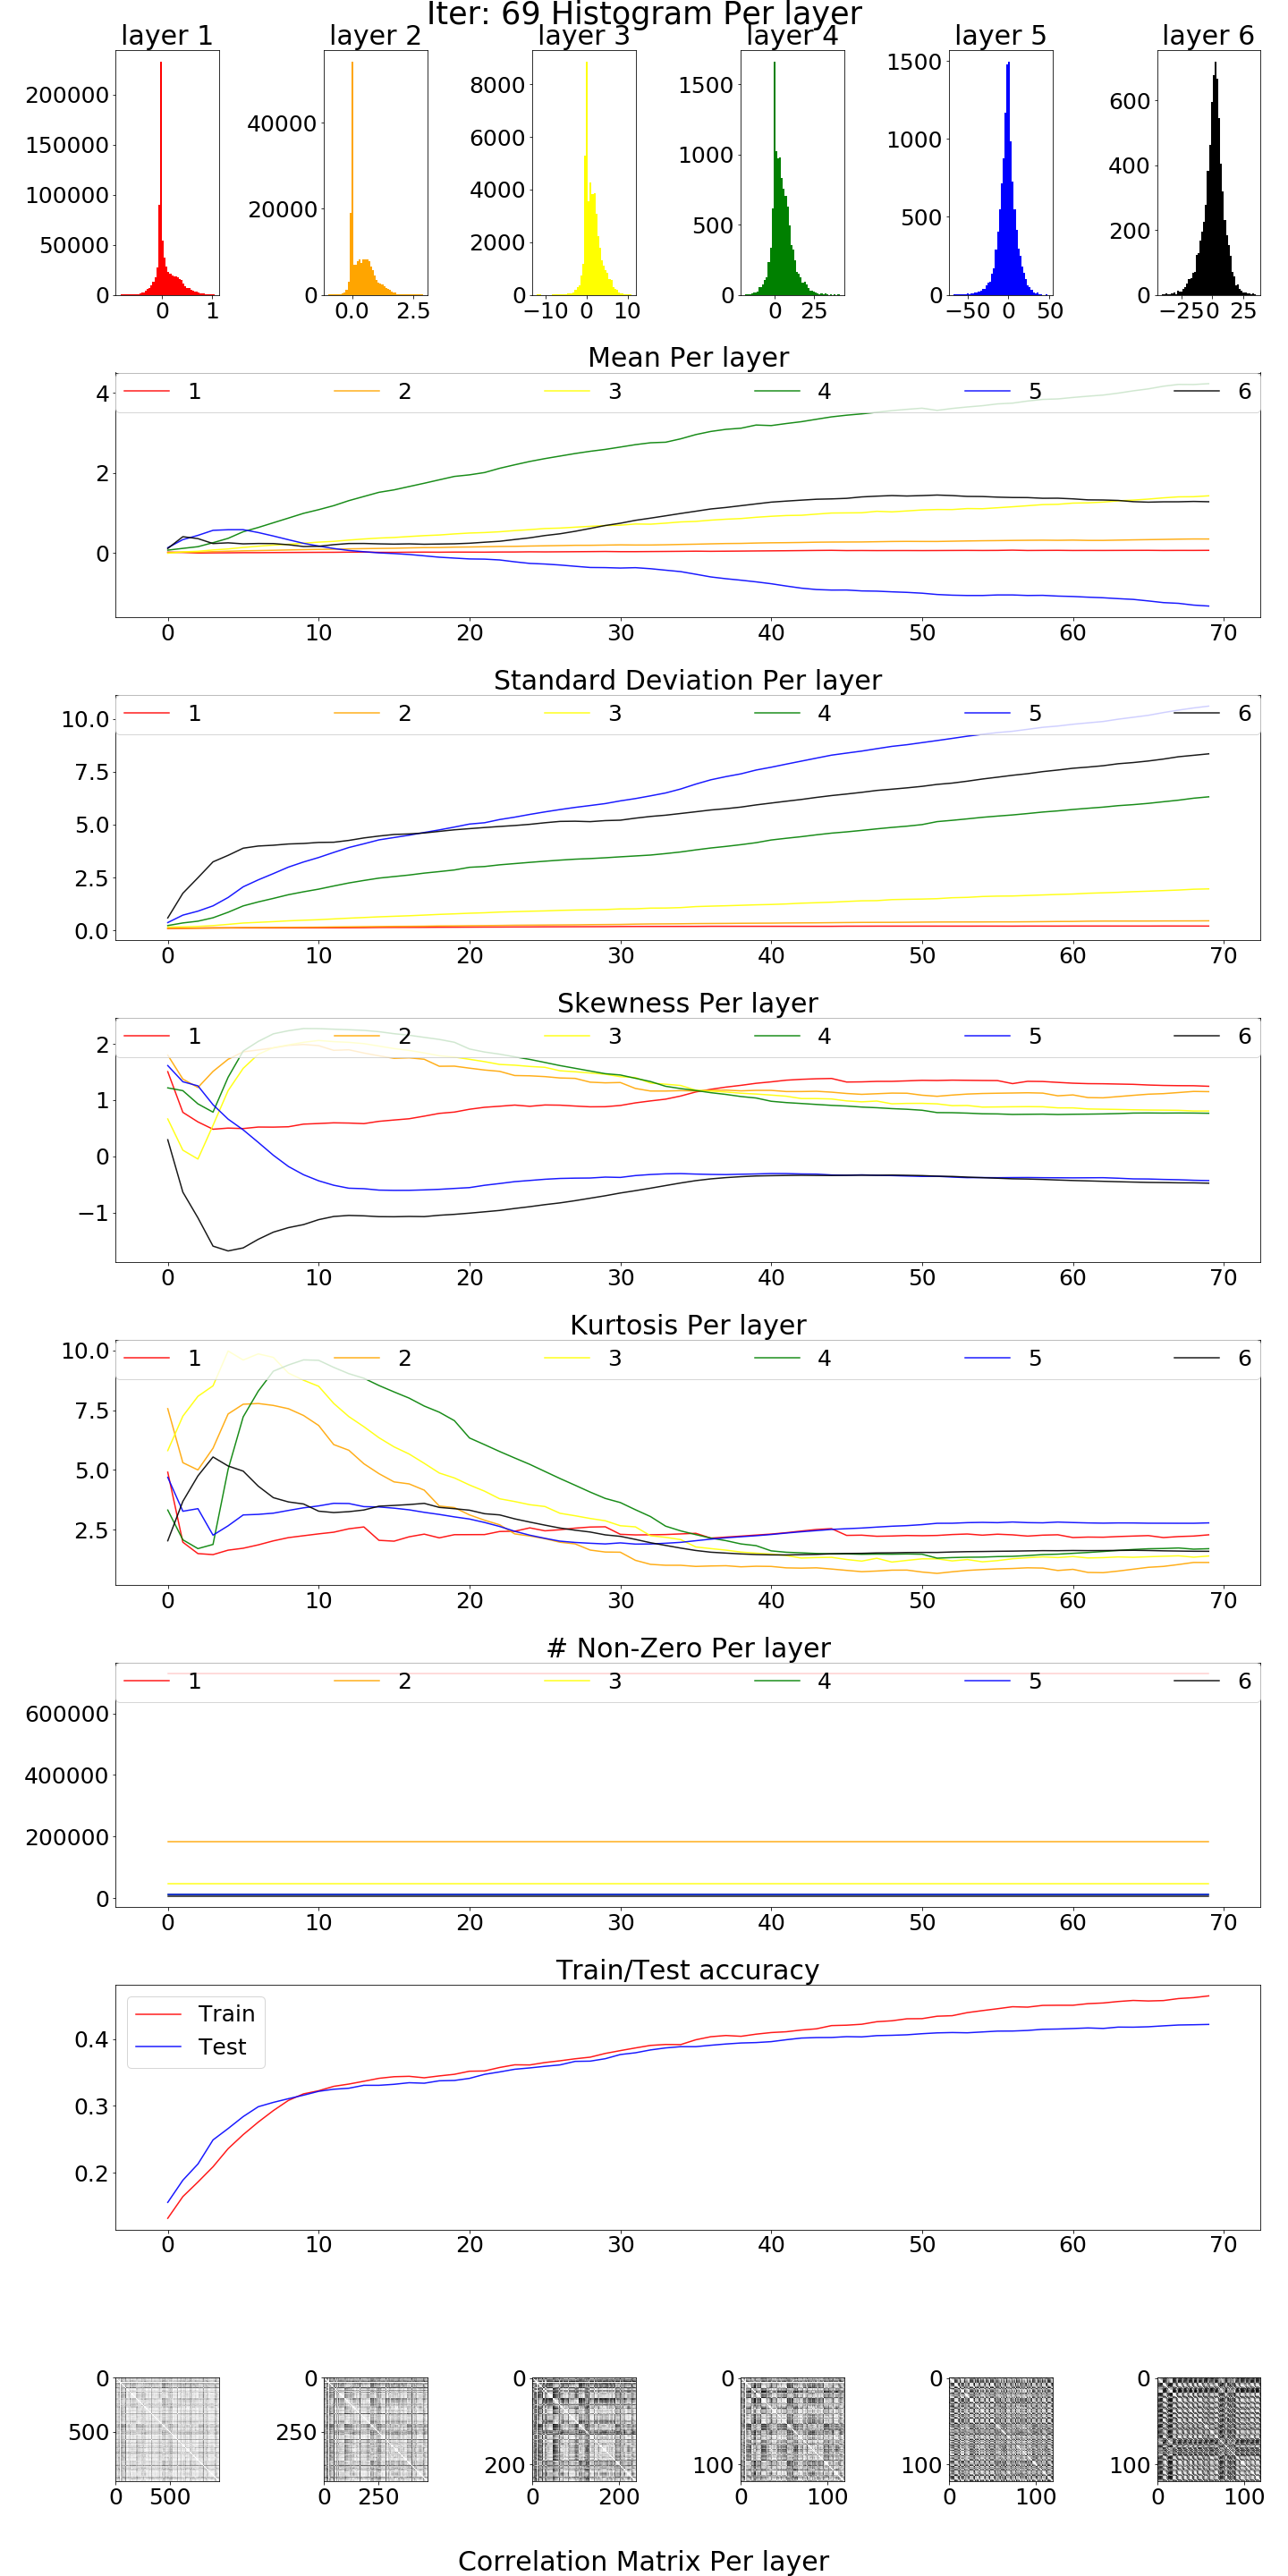 Iter: 69 Histogram Per layer
layer 1 layer 2 layer 3 layer 4 layer 5 layer 6
200000 150000 100000 50000 0
0 1
40000 20000 0
0.0 2.5
8000 6000 4000 2000 0
−10 0 10
1500 1000 500 0
0 25
1500 1000 500 0
−50 0 50
600 400 200 0
−25 0 25
Mean Per layer
1 2 3 4 5 6
4
2
0
0 10 20 30 40 50 60 70
Standard Deviation Per layer
1 2 3 4 5 6
10.0
7.5
5.0
2.5
0.0
0 10 20 30 40 50 60 70
Skewness Per layer
1 2 3 4 5 6
2
1
0
−1
0 10 20 30 40 50 60 70
Kurtosis Per layer
1 2 3 4 5 6
10.0
7.5
5.0
2.5
0 10 20 30 40 50 60 70
# Non-Zero Per layer
1 2 3 4 5 6
600000
400000
200000
0
0 10 20 30 40 50 60 70
Train/Test accuracy
Train
Test
0.4
0.3
0.2
0 10 20 30 40 50 60 70
0 500
0 500
0 250
0 250
0 200
0 200
0 100
0 100
0 100
0 100
0 100
0 100
Correlation Matrix Per layer